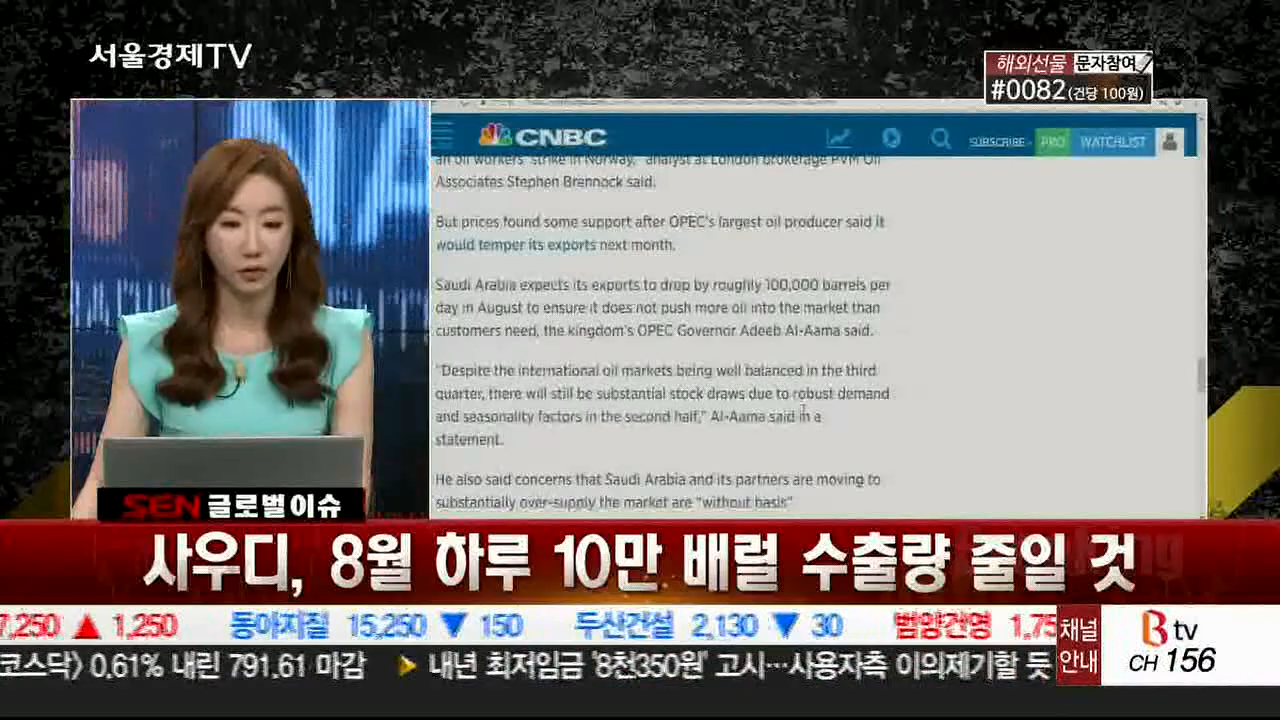 서울경제TV
해외선물 문자참여
#0082(건당 100원)
CNBC
SUBSCRIBE PRO WATCHLIST
an oil workers' strike in Norway," analyst at London brokerage PVM Oil
Associates Stephen Brennock said.
But prices found some support after OPEC's largest oil producer said it
would temper its exports next month.
Saudi Arabia expects its exports to drop by roughly 100,000 barrels per
day in August to ensure it does not push more oil into the market than
customers need, the kingdom's OPEC Governor Adeeb Al-Aama said.
"Despite the international oil markets being well balanced in the third
quarter, there will still be substantial stock draws due to robust demand
and seasonality factors in the second half," Al-Aama said in a
statement.
He also said concerns that Saudi Arabia and its partners are moving to
substantially over-supply the market are "without basis"
SEN 글로벌이슈
사우디, 8월 하루 10만 배럴 수출량 줄일 것
7,250 ▲ 1,250 동아지질 15,250 ▼ 150 두산건설 2,130 ▼ 30 범양건영 1,75
채널
안내
B tv
CH 156
코스닥) 0.61% 내린 791.61 마감 ▶ 내년 최저임금 '8천350원' 고시…사용자측 이의제기할 듯